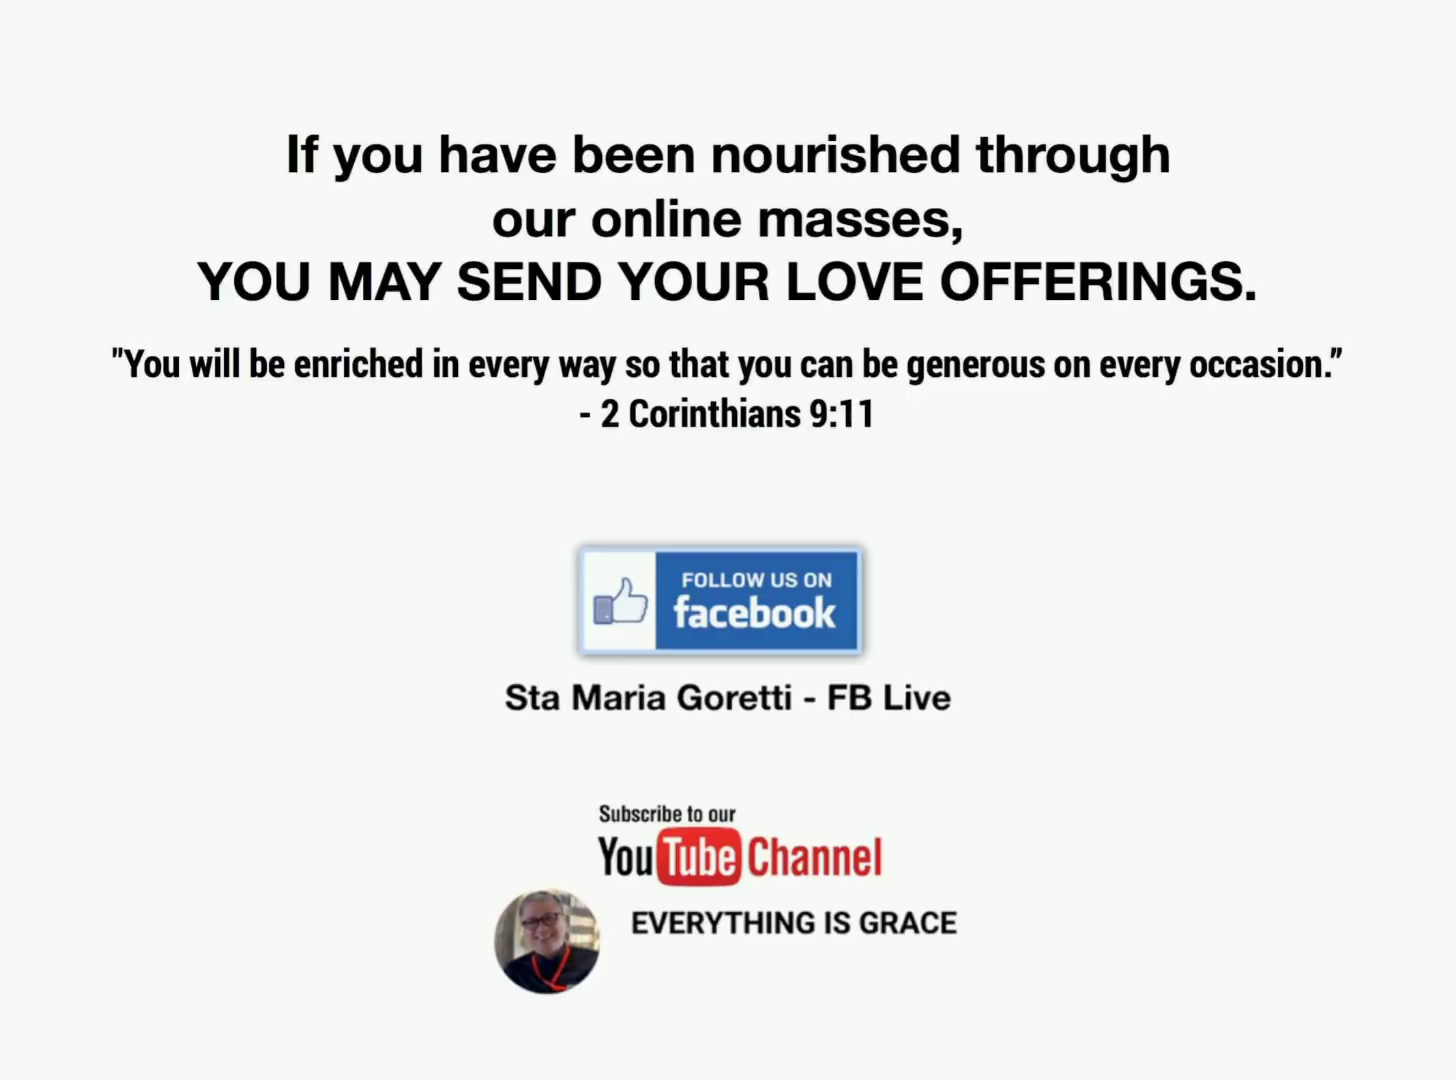 If you have been nourished through
our online masses,
YOU MAY SEND YOUR LOVE OFFERINGS.
"You will be enriched in every way so that you can be generous on every occasion.”
- 2 Corinthians 9:11
FOLLOW US ON
facebook
Sta Maria Goretti - FB Live
Subscribe to our
YouTube Channel
EVERYTHING IS GRACE